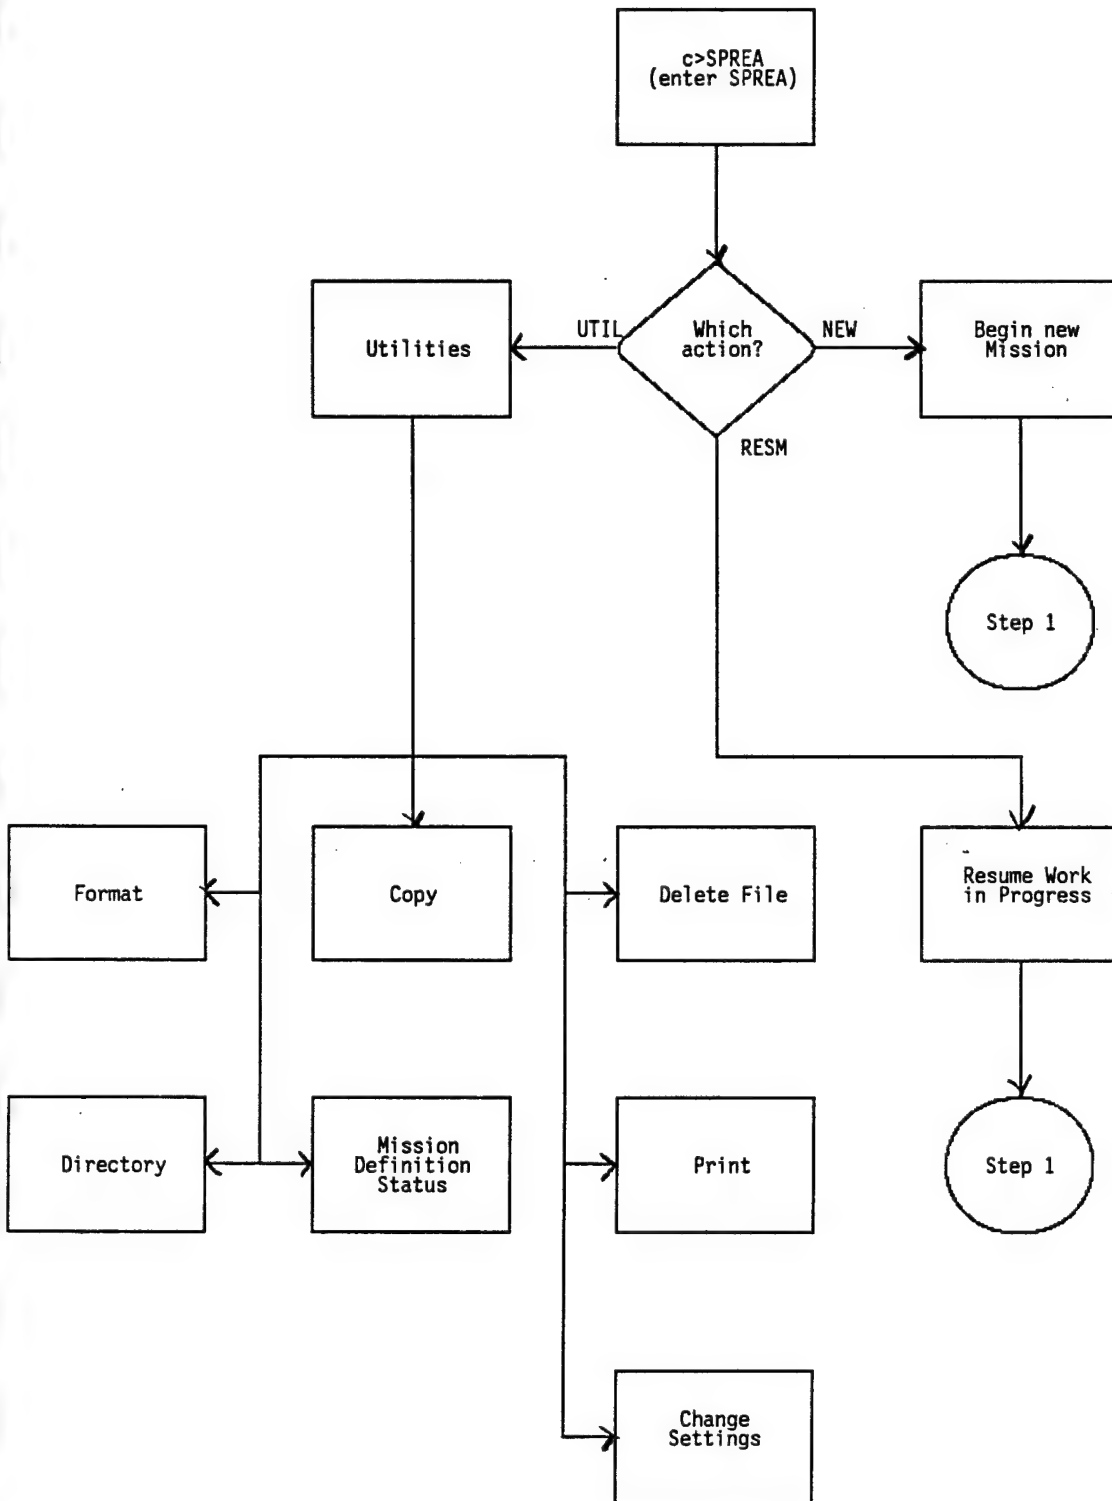 c>SPREA
(enter SPREA)
UTIL
Which
action?
NEW
Utilities
Begin new
Mission
RESM
Step 1
Format
Copy
Delete File
Resume Work
in Progress
Directory
Mission
Definition
Status
Print
Step 1
Change
Settings